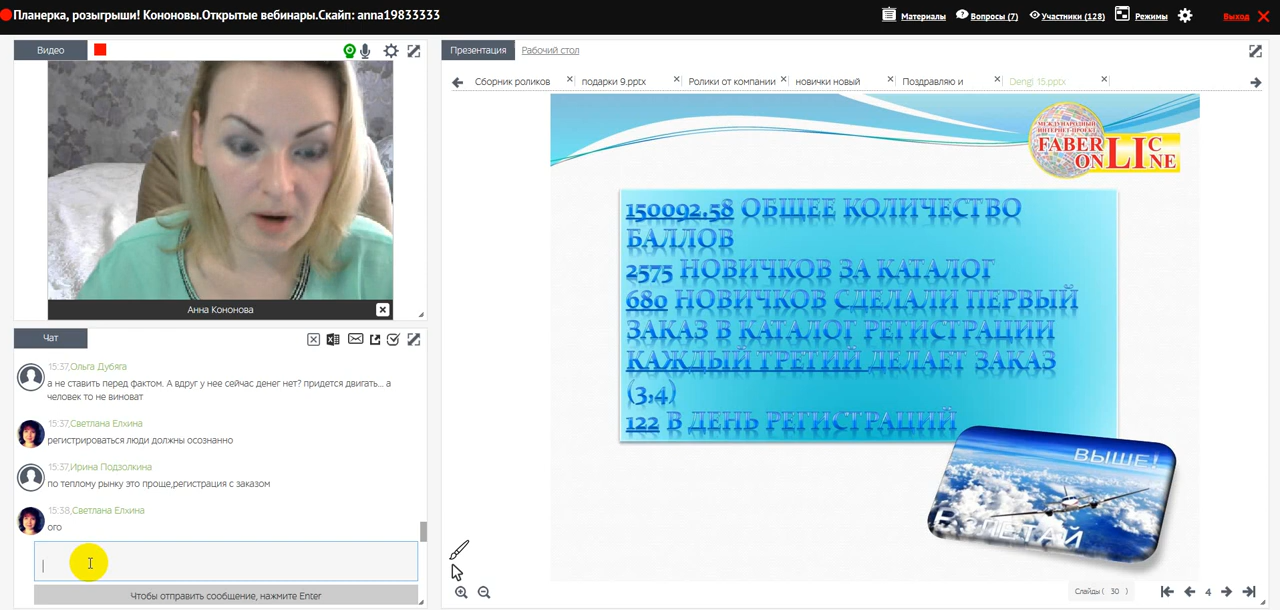 Планерка, розыгрыши! Кононовы.Открытые вебинары.Скайп: anna19833333
Материалы
Вопросы (7)
Участники (128)
Режимы
Выход
Видео
Анна Кононова
Чат
15:37,Ольга Дубяга
а не ставить перед фактом. А вдруг у нее сейчас денег нет? придется двигать... а
человек то не виноват
15:37,Светлана Елхина
регистрироваться люди должны осознанно
15:37,Ирина Подзолкина
по теплому рынку это проще,регистрация с заказом
15:38,Светлана Елхина
ого
Чтобы отправить сообщение, нажмите Enter
Презентация
Рабочий стол
Сборник роликов
подарки 9.pptx
Ролики от компании
новички новый
Поздравляю и
Dengi 15.pptx
МЕЖДУНАРОДНЫЙ
ИНТЕРНЕТ-ПРОЕКТ
FABERLIC
ONLINE
150092.58 ОБЩЕЕ КОЛИЧЕСТВО
БАЛЛОВ
2575 НОВИЧКОВ ЗА КАТАЛОГ
680 НОВИЧКОВ СДЕЛАЛИ ПЕРВЫЙ
ЗАКАЗ В КАТАЛОГ РЕГИСТРАЦИИ
КАЖДЫЙ ТРЕТИЙ ДЕЛАЕТ ЗАКАЗ
(3,4)
122 В ДЕНЬ РЕГИСТРАЦИЙ
ВЫШЕ!
ВЗЛЕТАЙ
Слайды ( 30 )
4